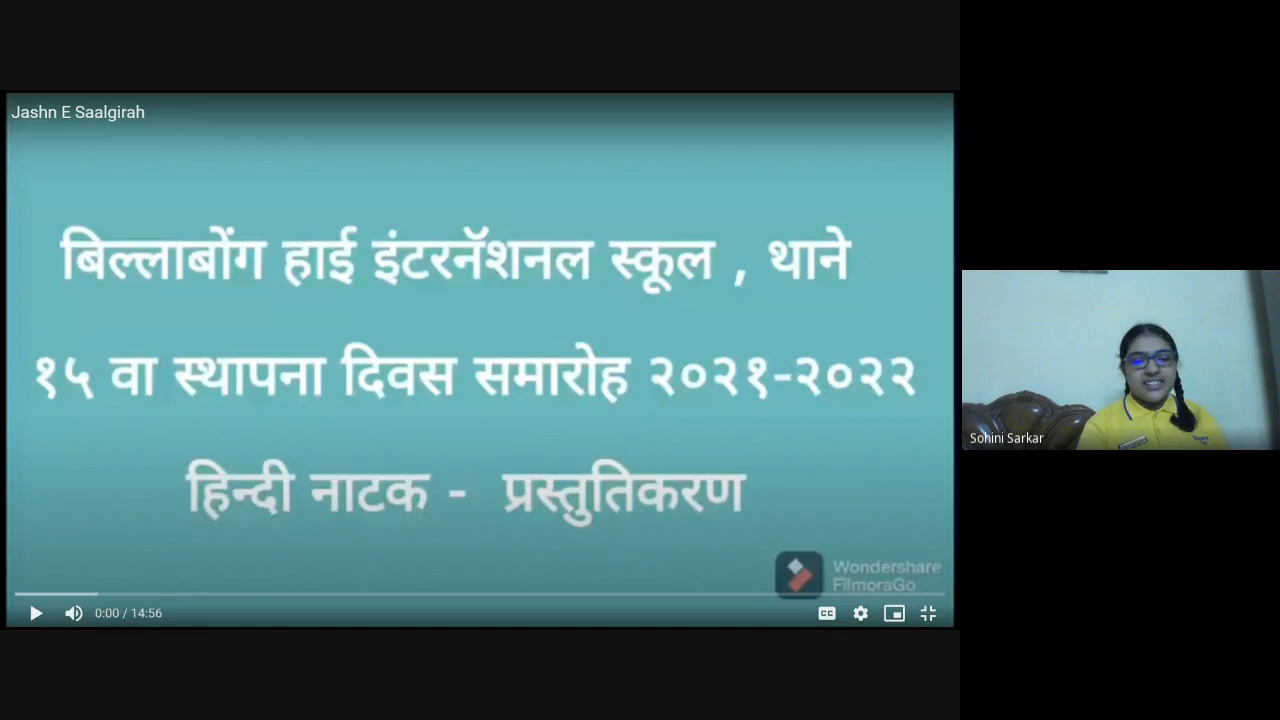 Jashn E Saalgirah
बिल्लाबोंग हाई इंटरनॅशनल स्कूल , थाने
१५ वा स्थापना दिवस समारोह २०२१-२०२२
हिन्दी नाटक - प्रस्तुतिकरण
Wondershare
FilmoraGo
0:00 / 14:56
CC
Sohini Sarkar